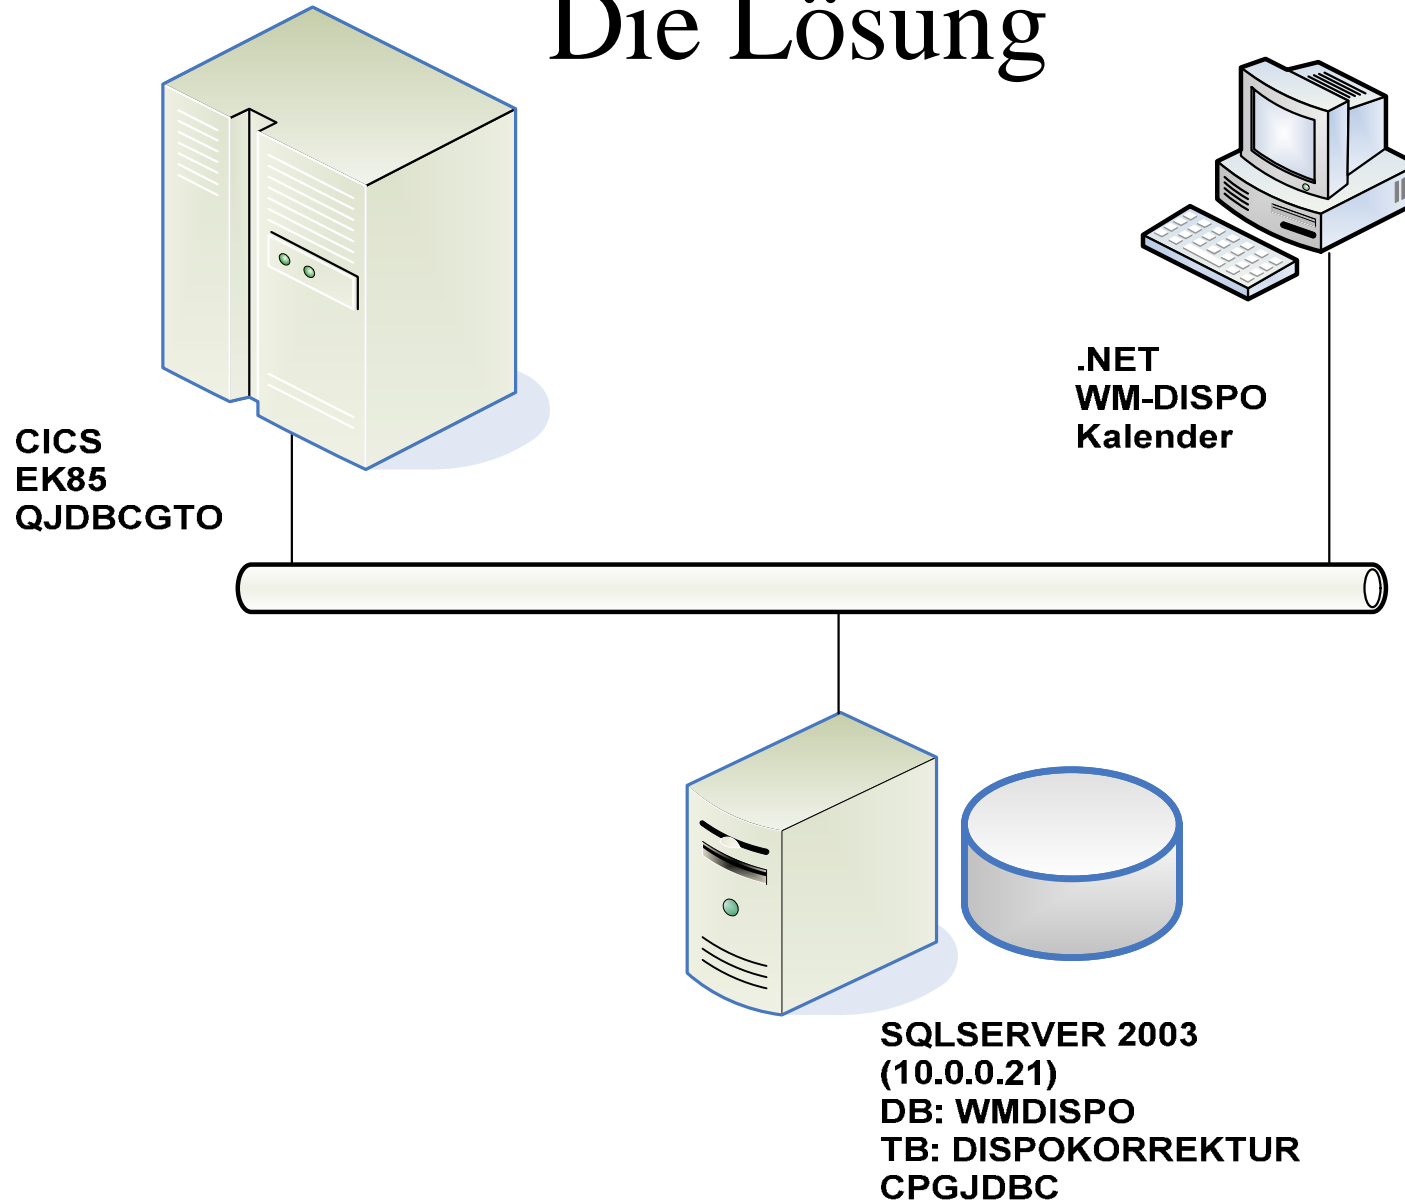 Die Lösung
.NET
WM-DISPO
Kalender
CICS
EK85
QJDBCGTO
SQLSERVER 2003
(10.0.0.21)
DB: WMDISPO
TB: DISPOKORREKTUR
CPGJDBC